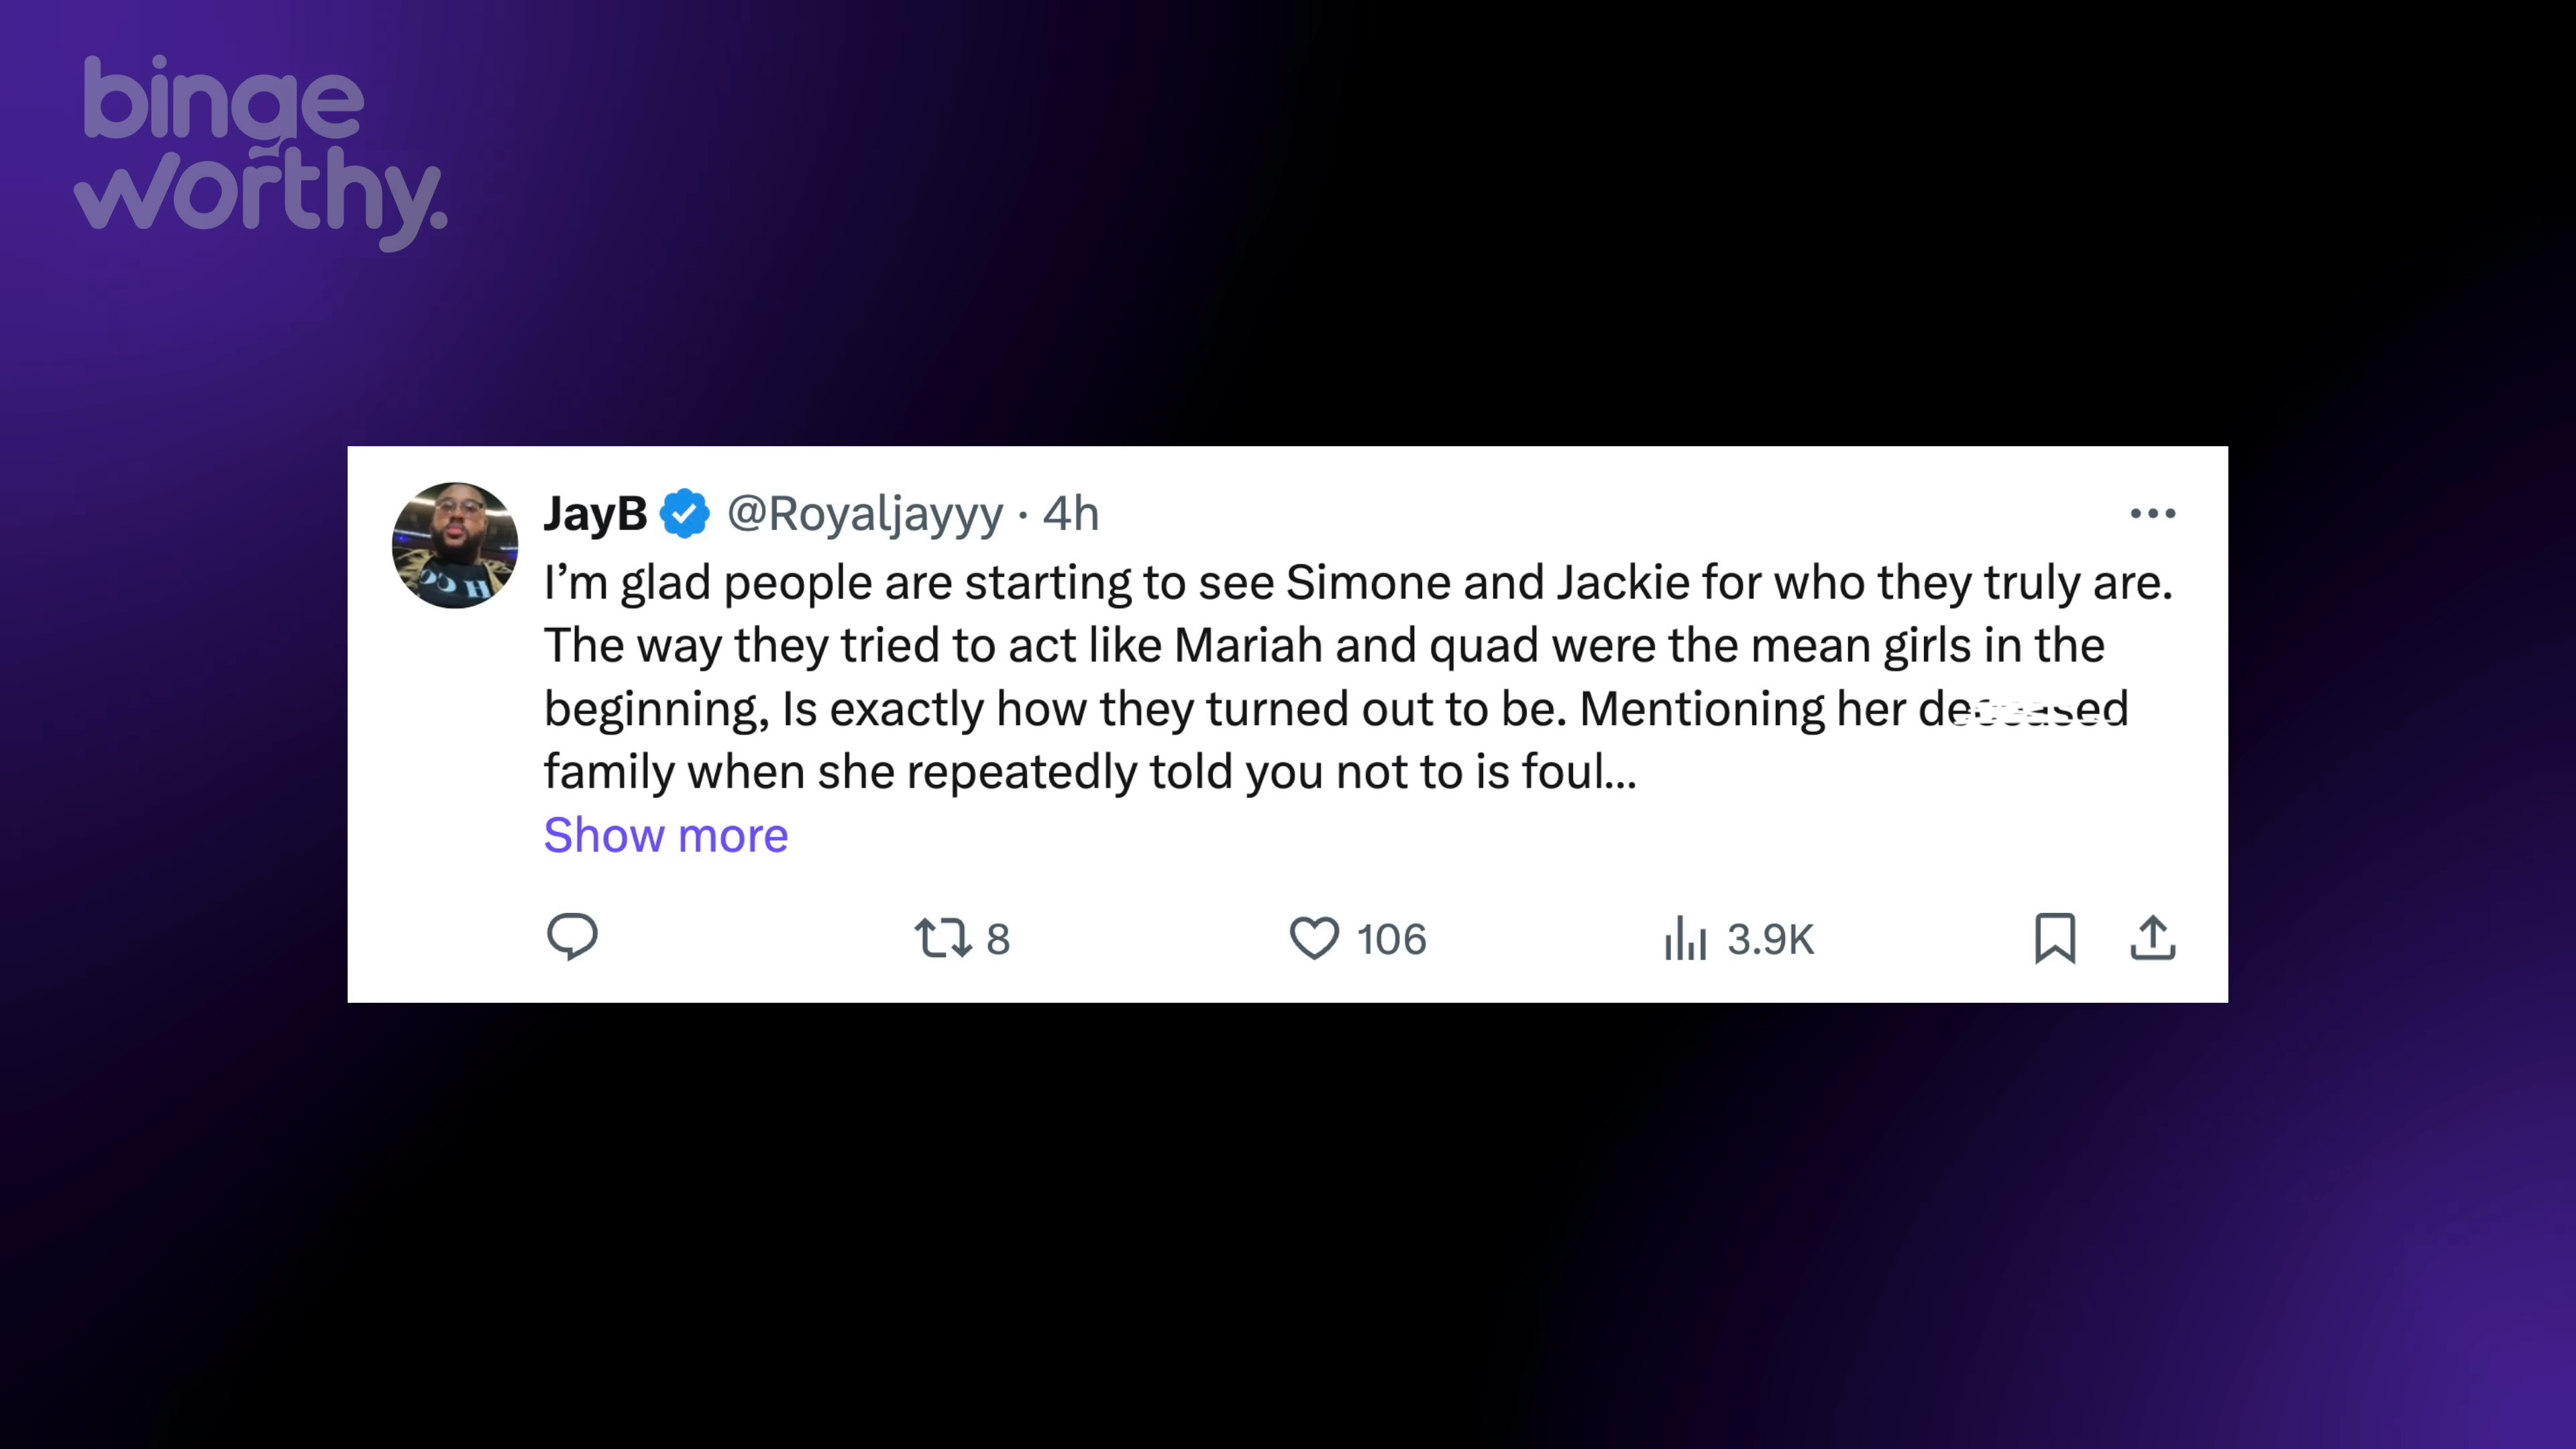 binge
worthy.
JayB @Royaljayyy · 4h
I'm glad people are starting to see Simone and Jackie for who they truly are.
The way they tried to act like Mariah and quad were the mean girls in the
beginning, Is exactly how they turned out to be. Mentioning her deceased
family when she repeatedly told you not to is foul...
Show more
8 106 3.9K